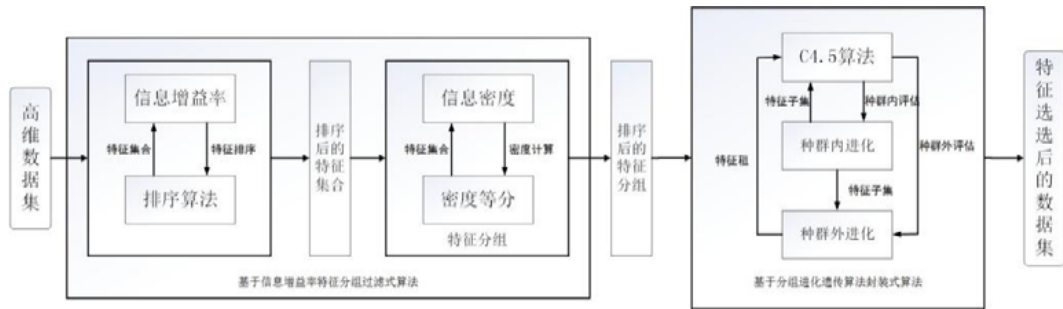 高维数据集
信息增益率
特征集合
特征排序
排序算法
排序后的特征集合
信息密度
特征集合
密度计算
密度等分
特征分组
基于信息增益率特征分组过滤式算法
排序后的特征分组
C4.5算法
特征子集
种群内评估
种群内进化
特征租
种群外评估
特征子集
种群外进化
基于分组进化遗传算法封装式算法
特征选选后的数据集